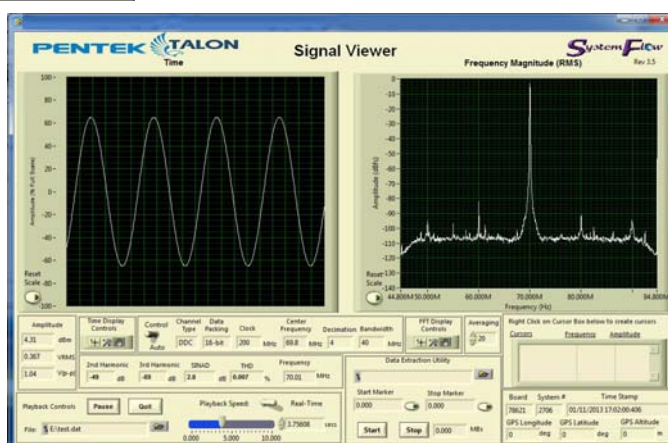 PENTEK TALON
Signal Viewer
SystemFlow
Rev 3.5
Time
Frequency Magnitude (RMS)
Amplitude (% Full Scale)
100-
80-
60-
40-
20-
0-
-20-
-40-
-60-
-80-
-100-
Reset
Scale
Amplitude (dBfs)
0-
-10-
-20-
-30-
-40-
-50-
-60-
-70-
-80-
-90-
-100-
-110-
-120-
-130-
-140-
Reset
Scale
44.800M 50.000M 60.000M 70.000M 80.000M 94.800M
Frequency (Hz)
Amplitude
4.31 dBm
0.367 VRMS
1.04 V(p-p)
Time Display
Controls
Control
Auto
Channel
Type
DDC
Data
Packing
16-bit
Clock
200 MHz
Center
Frequency
69.8 MHz
Decimation
4
Bandwidth
40 MHz
FFT Display
Controls
Averaging
20
Right Click on Cursor Box below to create cursors
Cursors Frequency Amplitude
2nd Harmonic
-49 dB
3rd Harmonic
-69 dB
SINAD
2.8 dB
THD
0.007 %
Frequency
70.01 MHz
Data Extraction Utility
Start Marker
0.000
Stop Marker
0.000
Start Stop 0.000 MBs
Playback Controls Pause Quit
Playback Speed: Real-Time
0.000 5.000 10.000
3.75608 secs
File: E:\test.dat
Board System # Time Stamp
78621 2706 01/11/2013 17:02:06:406
GPS Longitude GPS Latitude GPS Altitude
0 deg 0 deg 0 m